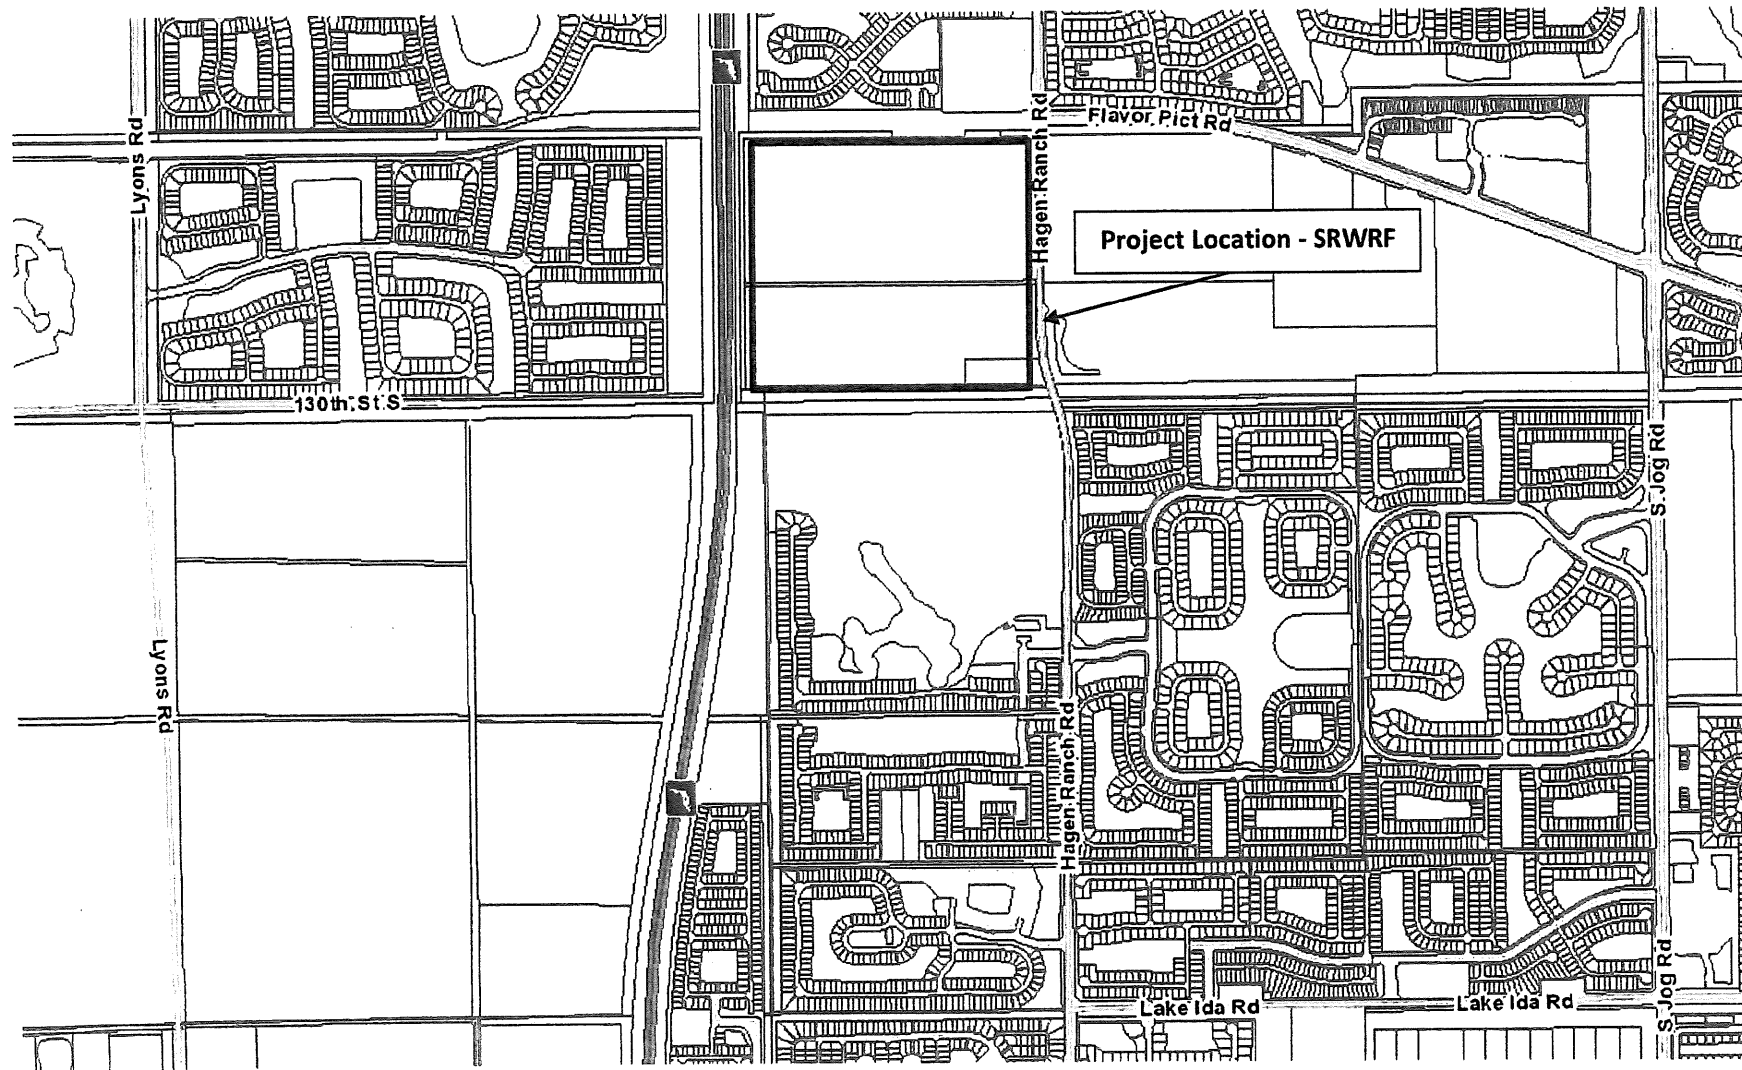 Lyons Rd
Hagen Ranch Rd
Flavor Pict Rd
Project Location - SRWRF
130th St S
S Jog Rd
Lyons Rd
Hagen Ranch Rd
Lake Ida Rd
Lake Ida Rd
S Jog Rd